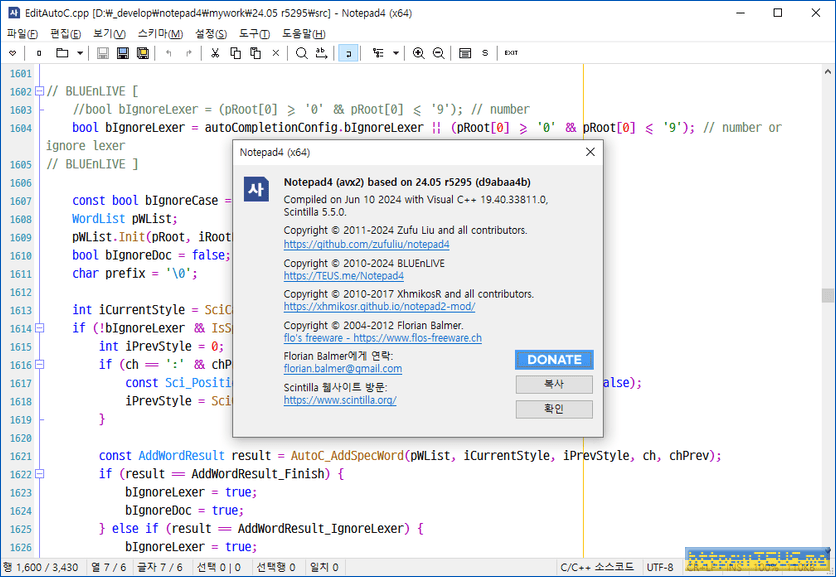 EditAutoC.cpp [D:₩_develop₩notepad4₩mywork₩24.05 r5295₩src] - Notepad4 (x64)
파일(F) 편집(E) 보기(V) 스키마(M) 설정(S) 도구(T) 도움말(H)
S EXIT
1601
1602 // BLUEnLIVE [
1603 //bool bIgnoreLexer = (pRoot[0] >= '0' && pRoot[0] <= '9'); // number
1604 bool bIgnoreLexer = autoCompletionConfig.bIgnoreLexer || (pRoot[0] >= '0' && pRoot[0] <= '9'); // number or
ignore lexer
1605 // BLUEnLIVE ]
1606
1607 const bool bIgnoreCase =
1608 WordList pWList;
1609 pWList.Init(pRoot,
1610 bool bIgnoreDoc = false;
1611 char prefix = '\0';
1612
1613 int iCurrentStyle =
1614 if (!bIgnoreLexer &&
1615 int iPrevStyle = 0;
1616 if (ch == ':' &&
1617 const
1618 iPrevStyle =
1619 }
1620
1621 const AddWordResult result = AutoC_AddSpecWord(pWList, iCurrentStyle, iPrevStyle, ch, chPrev);
1622 if (result == AddWordResult_Finish) {
1623 bIgnoreLexer = true;
1624 bIgnoreDoc = true;
1625 } else if (result == AddWordResult_IgnoreLexer) {
1626 bIgnoreLexer = true;
Notepad4 (x64)
사
Notepad4 (avx2) based on 24.05 r5295 (d9abaa4b)
Compiled on Jun 10 2024 with Visual C++ 19.40.33811.0,
Scintilla 5.5.0.
Copyright © 2011-2024 Zufu Liu and all contributors.
https://github.com/zufuliu/notepad4
Copyright © 2010-2024 BLUEnLIVE
https://TEUS.me/Notepad4
Copyright © 2010-2017 XhmikosR and all contributors.
https://xhmikosr.github.io/notepad2-mod/
Copyright © 2004-2012 Florian Balmer.
flo's freeware - https://www.flos-freeware.ch
Florian Balmer에게 연락:
florian.balmer@gmail.com
Scintilla 웹사이트 방문:
https://www.scintilla.org/
DONATE
복사
확인
행 1,600 / 3,430 열 7 / 6 글자 7 / 6 선택 0 | 0 선택행 0 일치 0 C/C++ 소스코드 UTF-8